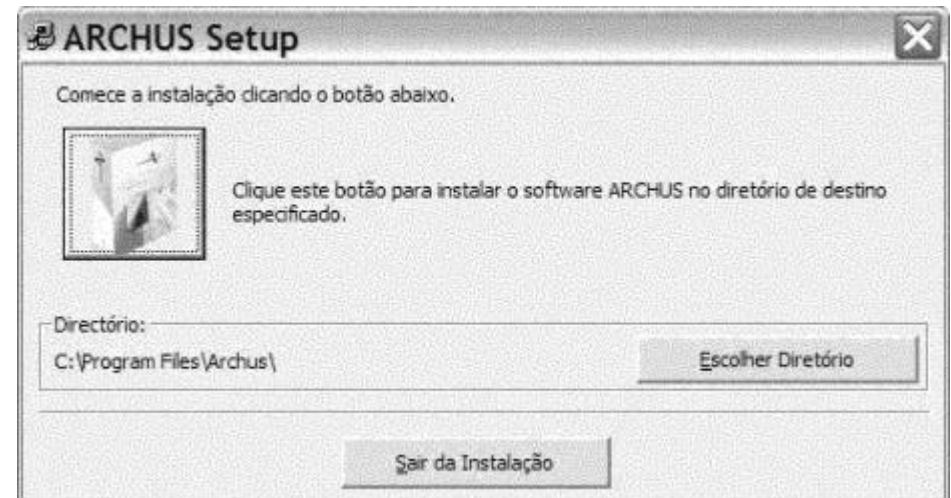 ARCHUS Setup
Comece a instalação clicando o botão abaixo.
Clique este botão para instalar o software ARCHUS no diretório de destino
especificado.
Directório:
C:\Program Files\Archus\
Escolher Diretório
Sair da Instalação